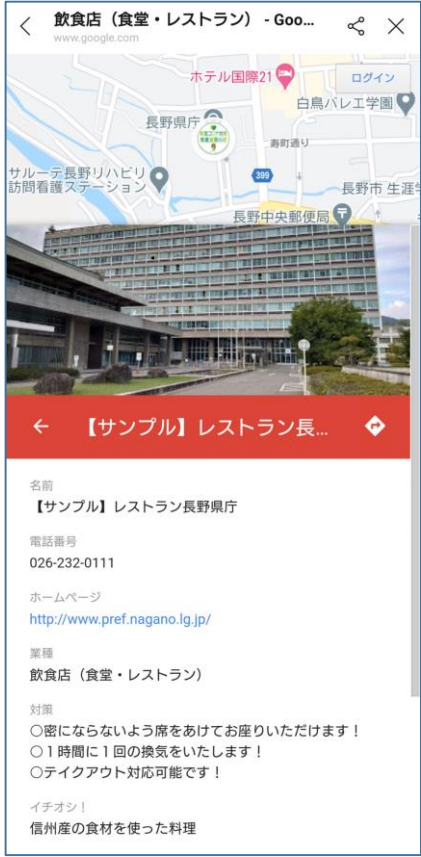 飲食店（食堂・レストラン） - Goo...
www.google.com
ホテル国際21
ログイン
白鳥バレエ学園
長野県庁
寿町通り
サルーテ長野リハビリ
訪問看護ステーション
399
長野市 生涯学
長野中央郵便局
【サンプル】レストラン長...
名前
【サンプル】レストラン長野県庁
電話番号
026-232-0111
ホームページ
http://www.pref.nagano.lg.jp/
業種
飲食店（食堂・レストラン）
対策
〇密にならないよう席をあけてお座りいただけます！
〇１時間に１回の換気をいたします！
〇テイクアウト対応可能です！
イチオシ！
信州産の食材を使った料理